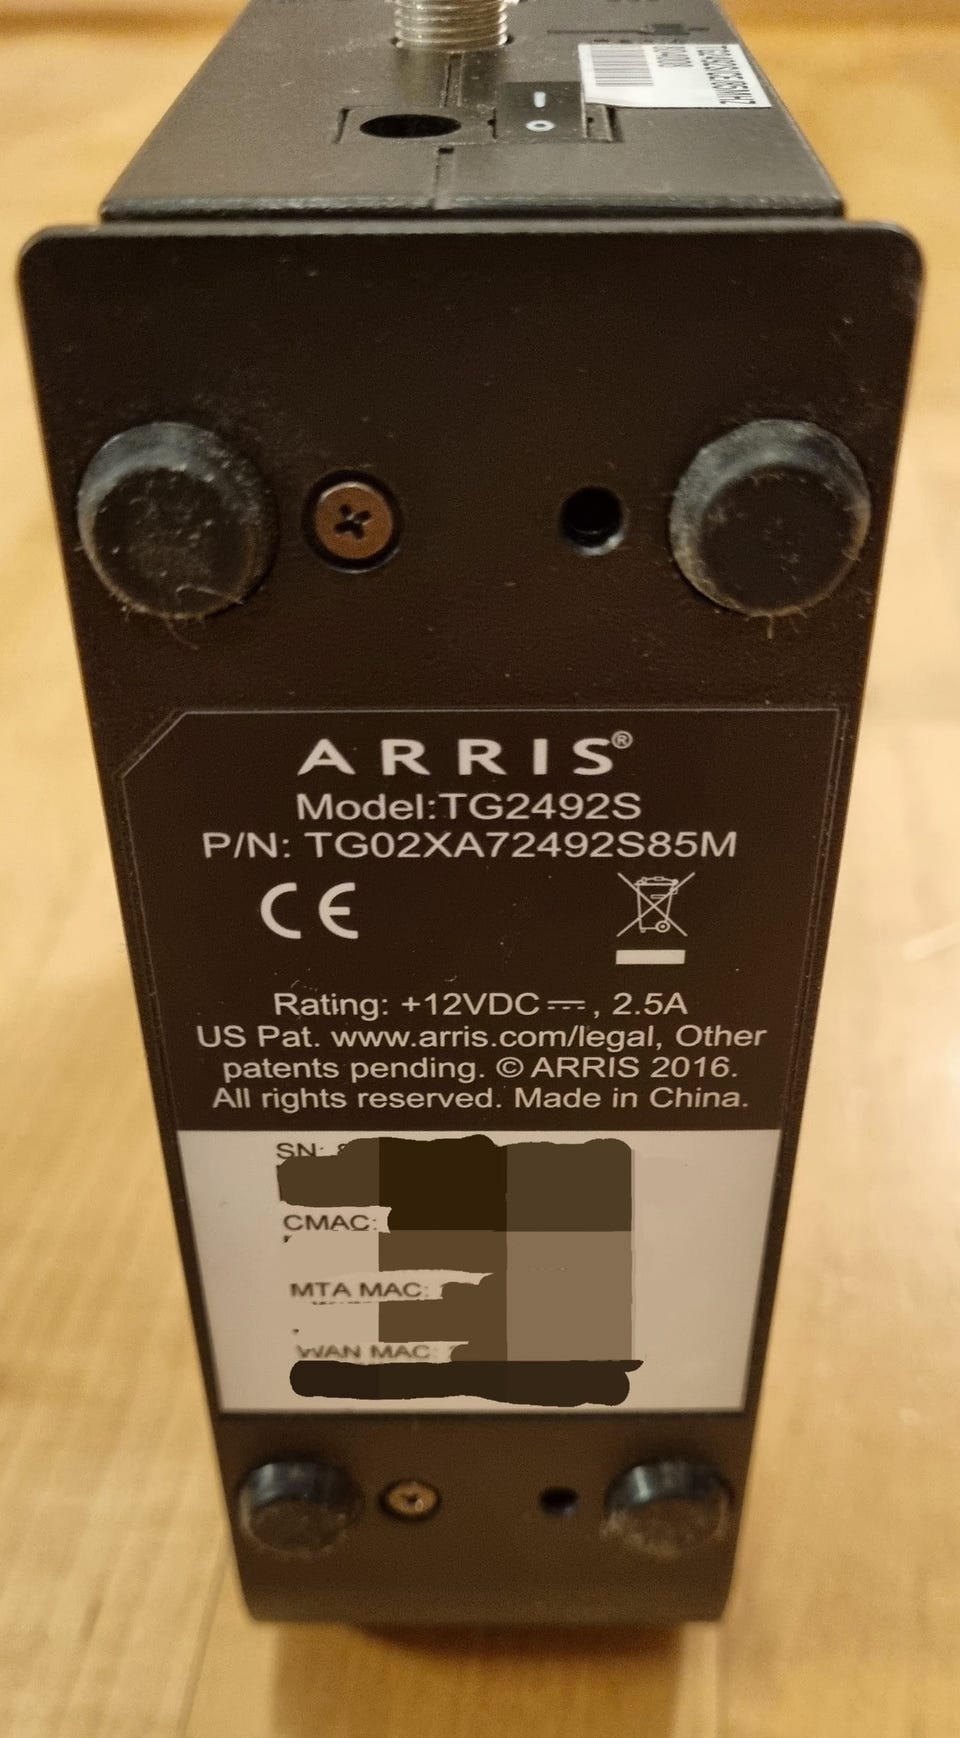 ARRIS®
Model:TG2492S
P/N: TG02XA72492S85M
CE
Rating: +12VDC⎓, 2.5A
US Pat. www.arris.com/legal, Other
patents pending. © ARRIS 2016.
All rights reserved. Made in China.
SN:
CMAC:
MTA MAC:
WAN MAC: